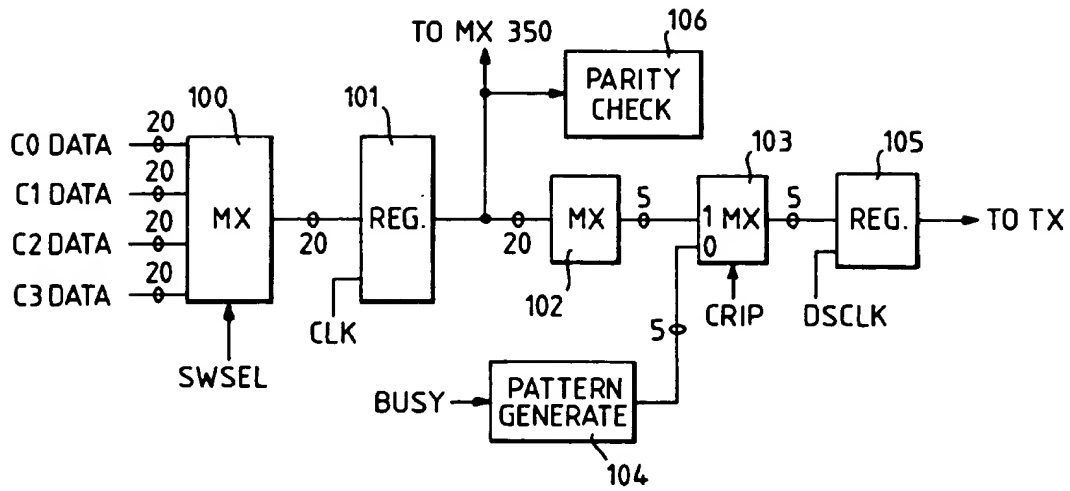 TO MX 350
106
PARITY
CHECK
100
101
20
C0 DATA
20
C1 DATA
20
C2 DATA
20
C3 DATA
MX
20
REG.
20
MX
5
103
1 MX
0
5
105
REG.
TO TX
102
CLK
CRIP
DSCLK
SWSEL
5
BUSY
PATTERN
GENERATE
104